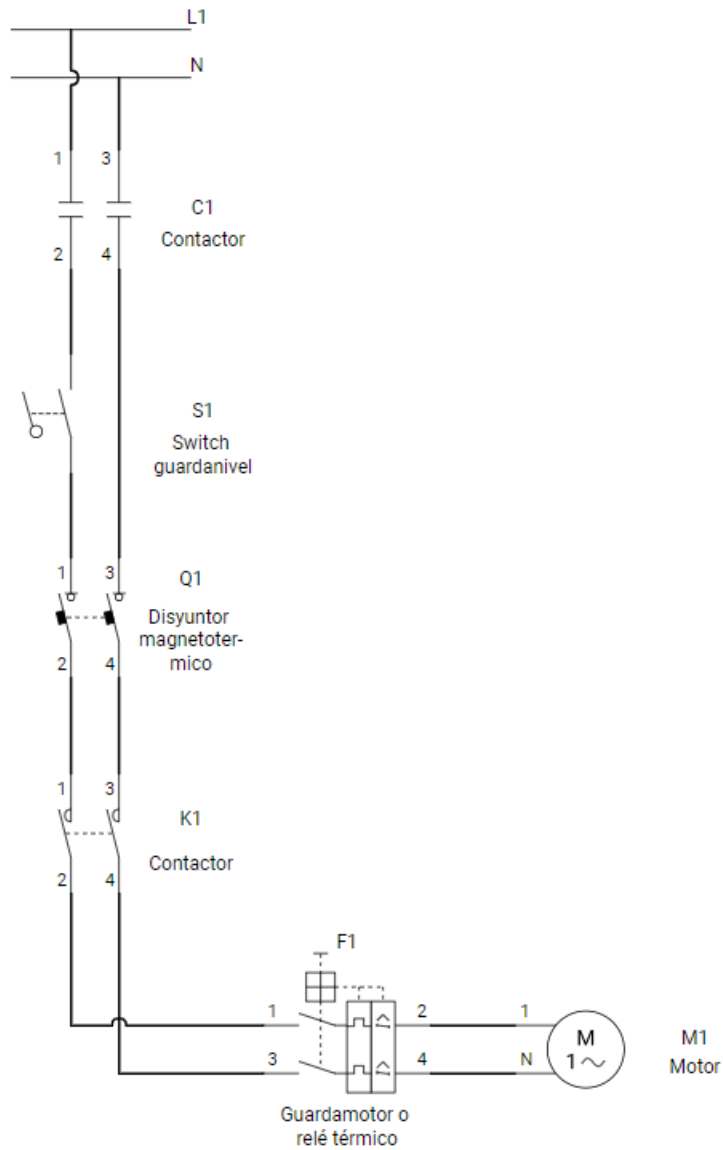 L1
N
1
3
C1
Contactor
2
4
S1
Switch
guardanivel
1
3
Q1
Disyuntor
magnetoter-
mico
2
4
1
3
K1
Contactor
2
4
F1
1
2
1
M
1~
M1
Motor
3
4
N
Guardamotor o
relé térmico